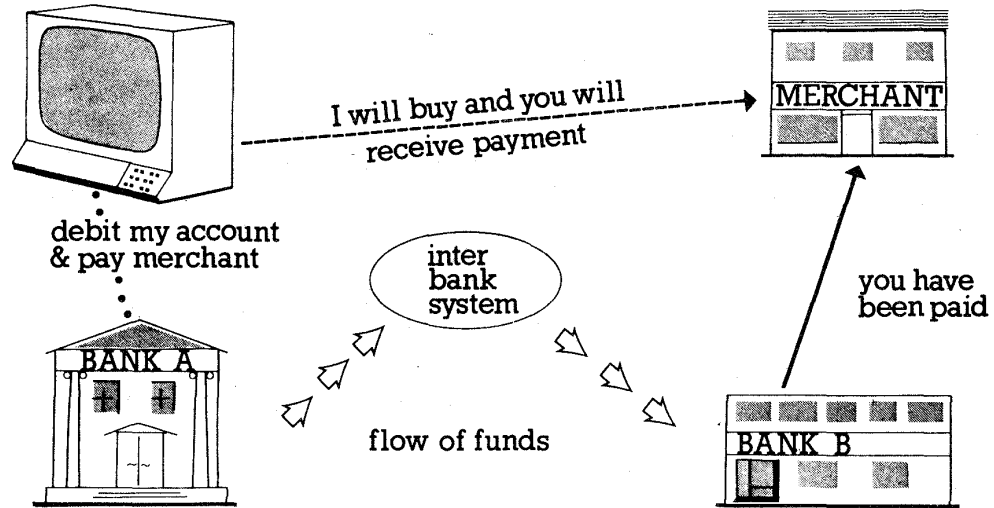 I will buy and you will
receive payment
MERCHANT
debit my account
& pay merchant
inter
bank
system
you have
been paid
BANK A
flow of funds
BANK B